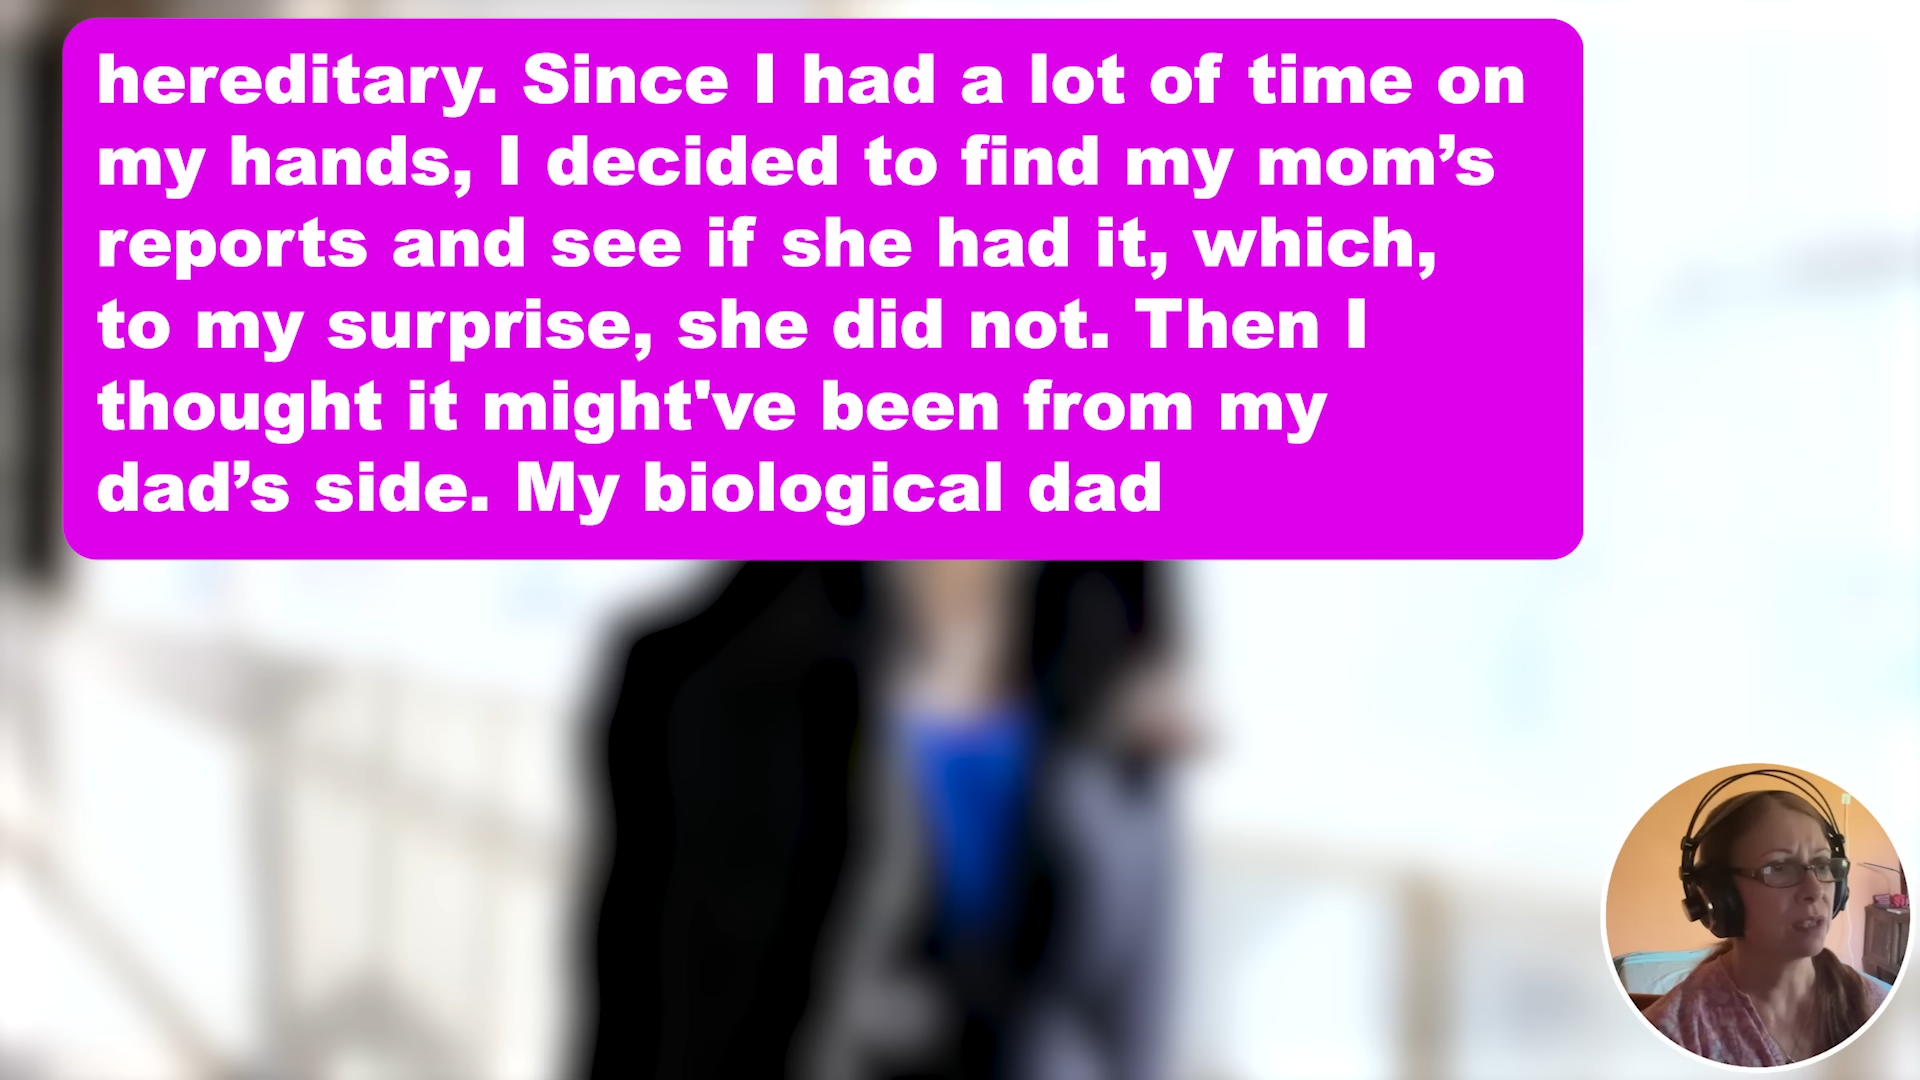 hereditary. Since I had a lot of time on
my hands, I decided to find my mom’s
reports and see if she had it, which,
to my surprise, she did not. Then I
thought it might've been from my
dad’s side. My biological dad